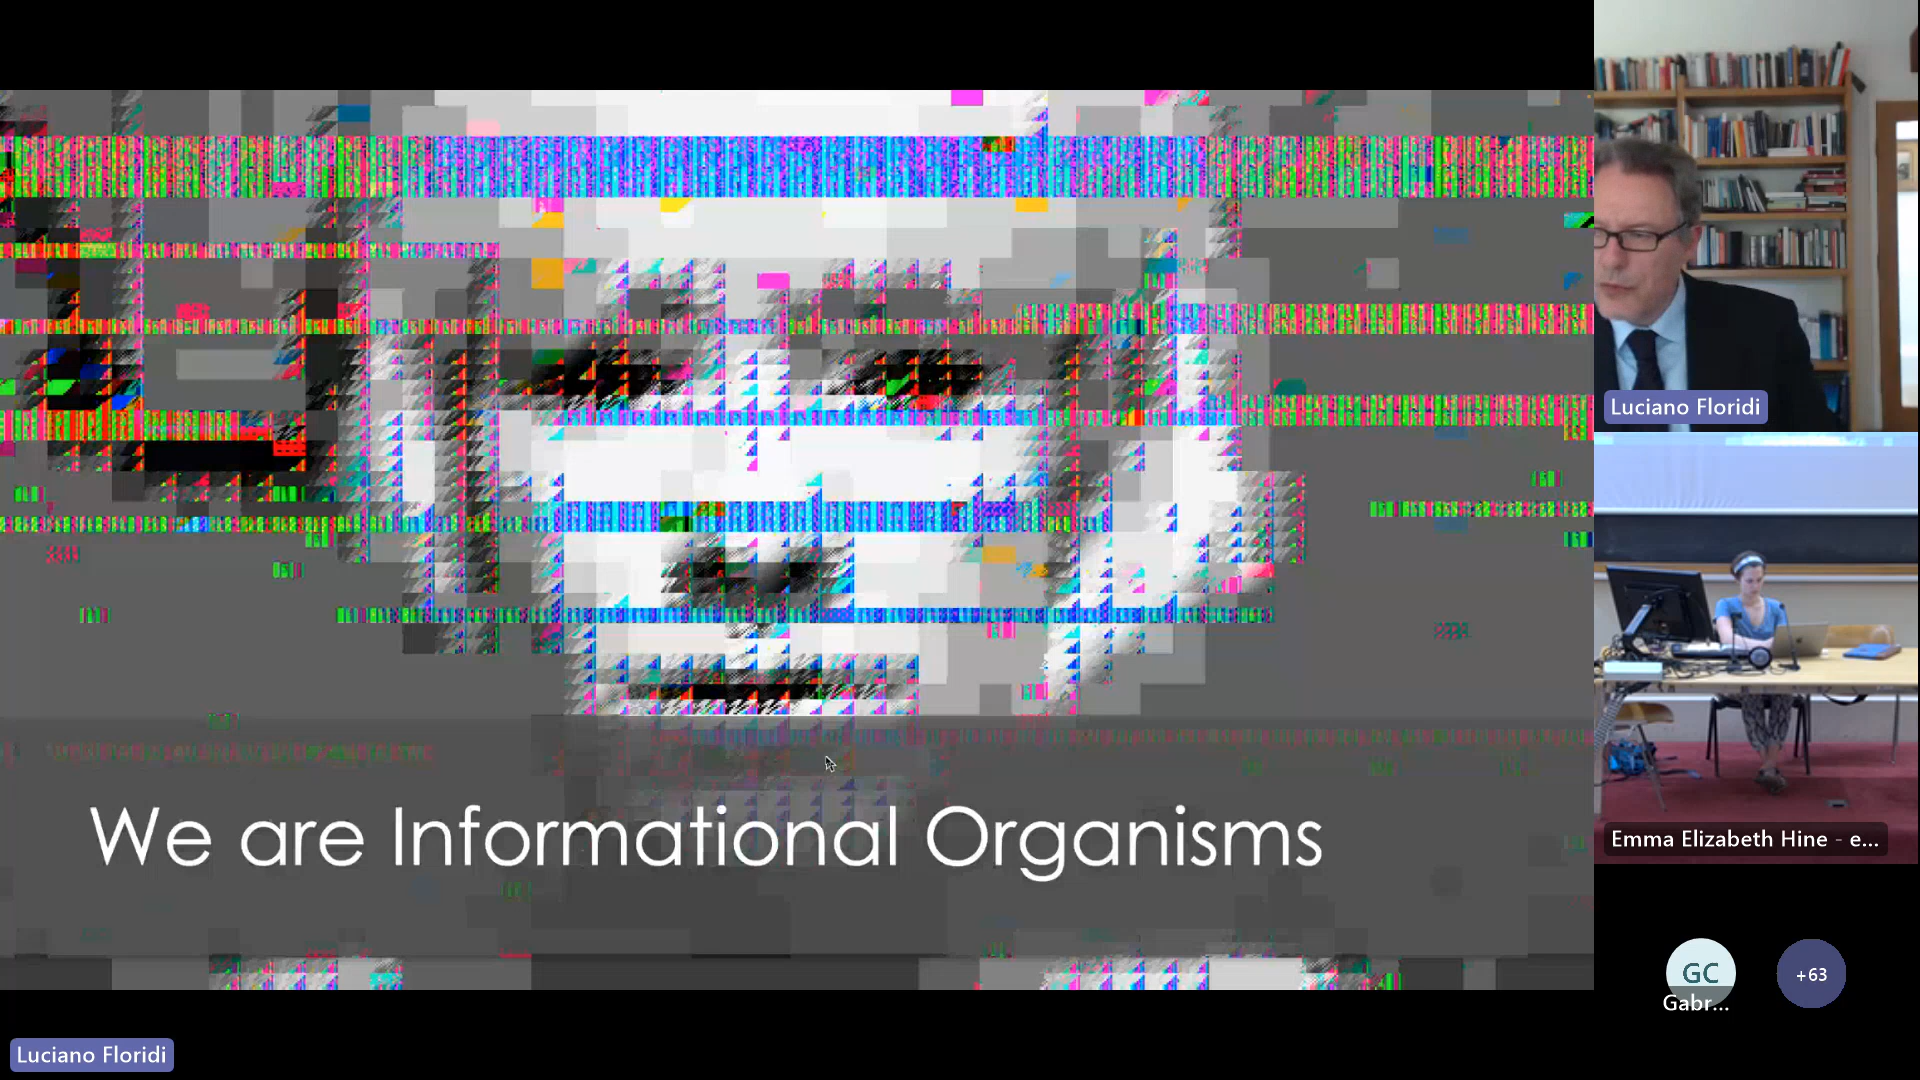 We are Informational Organisms
Luciano Floridi
Luciano Floridi
Emma Elizabeth Hine - e...
GC
Gabr...
+63